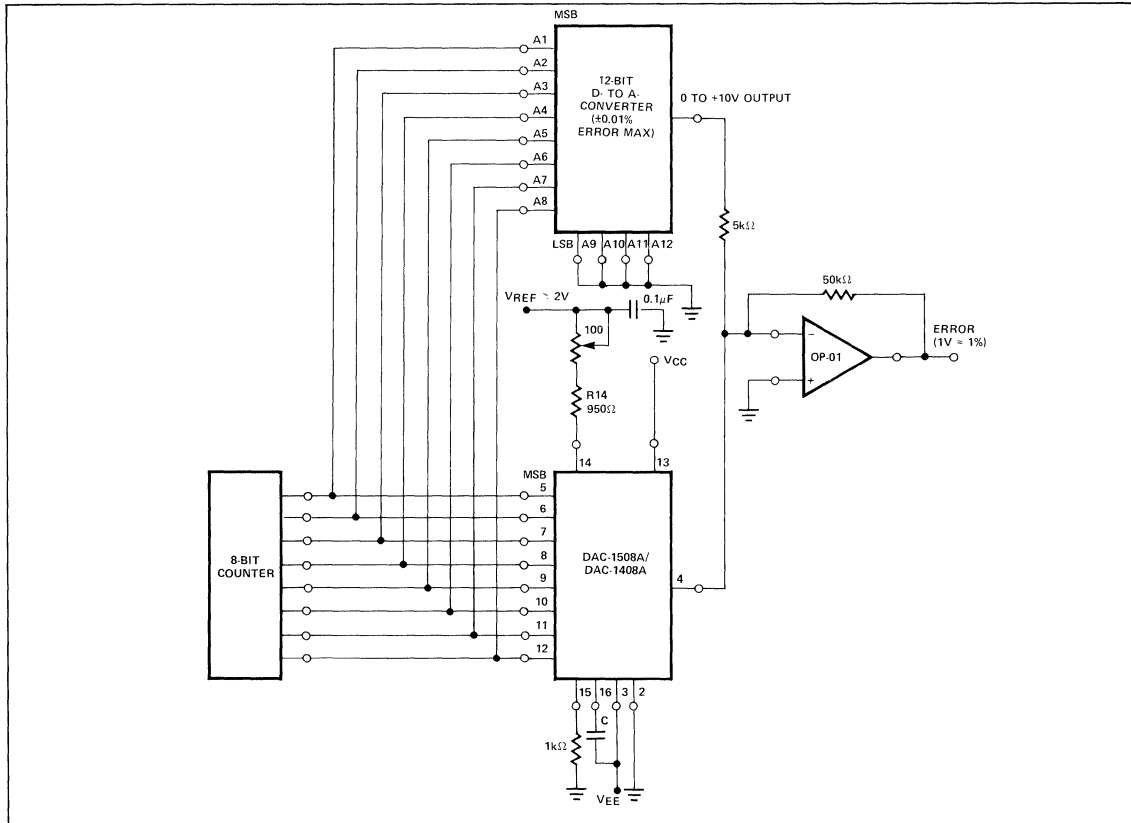 MSB
A1
A2
A3
A4
A5
A6
A7
A8
12-BIT
D- TO A-
CONVERTER
(±0.01%
ERROR MAX)
0 TO +10V OUTPUT
LSB A9 A10 A11 A12
5kΩ
VREF = 2V
0.1μF
100
R14
950Ω
VCC
50kΩ
OP-01
-
+
ERROR
(1V = 1%)
14
13
MSB
5
6
7
8
9
10
11
12
8-BIT
COUNTER
DAC-1508A/
DAC-1408A
4
15 16 3 2
C
1kΩ
VEE